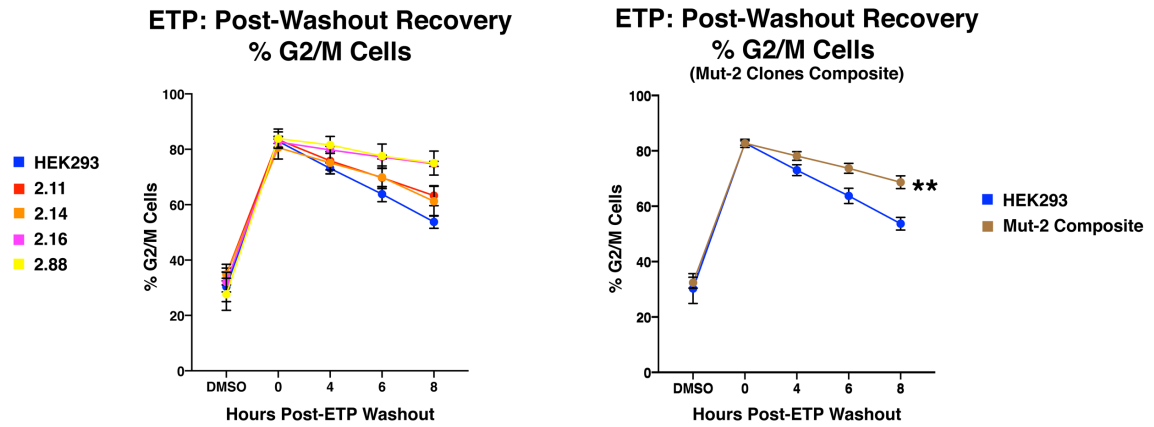 ETP: Post-Washout Recovery
% G2/M Cells
HEK293
2.11
2.14
2.16
2.88
% G2/M Cells
100
80
60
40
20
0
DMSO 0 4 6 8
Hours Post-ETP Washout
ETP: Post-Washout Recovery
% G2/M Cells
(Mut-2 Clones Composite)
% G2/M Cells
100
80
60
40
20
0
**
DMSO 0 4 6 8
Hours Post-ETP Washout
HEK293
Mut-2 Composite